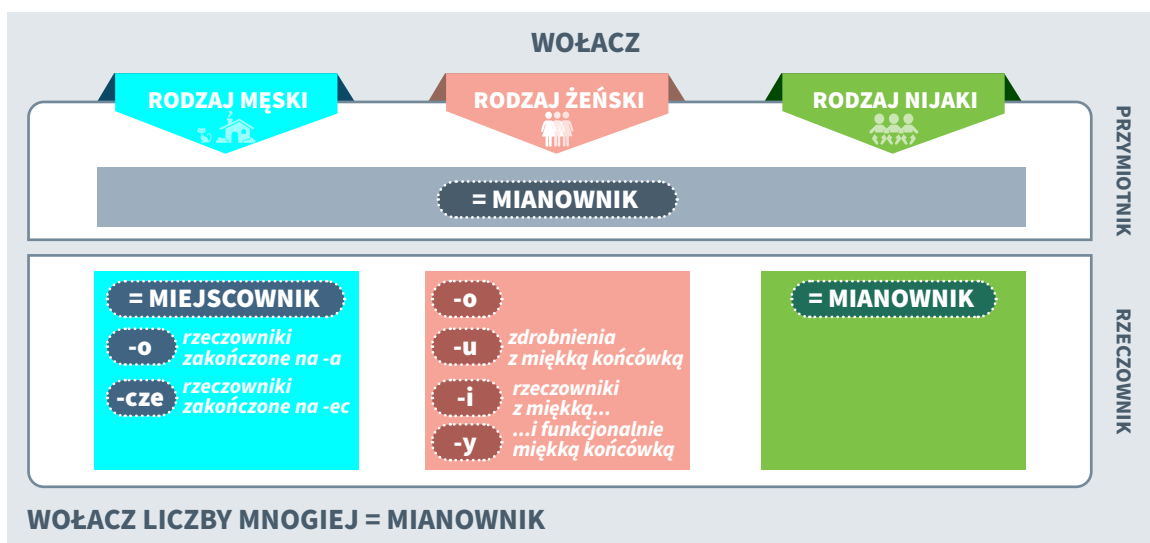 WOŁACZ
RODZAJ MĘSKI
RODZAJ ŻEŃSKI
RODZAJ NIJAKI
PRZYMIOTNIK
= MIANOWNIK
= MIEJSCOWNIK
-o
rzeczowniki
zakończone na -a
-cze
rzeczowniki
zakończone na -ec
-o
-u
zdrobnienia
z miękką końcówką
-i
rzeczowniki
z miękką...
-y
...i funkcjonalnie
miękką końcówką
= MIANOWNIK
RZECZOWNIK
WOŁACZ LICZBY MNOGIEJ = MIANOWNIK